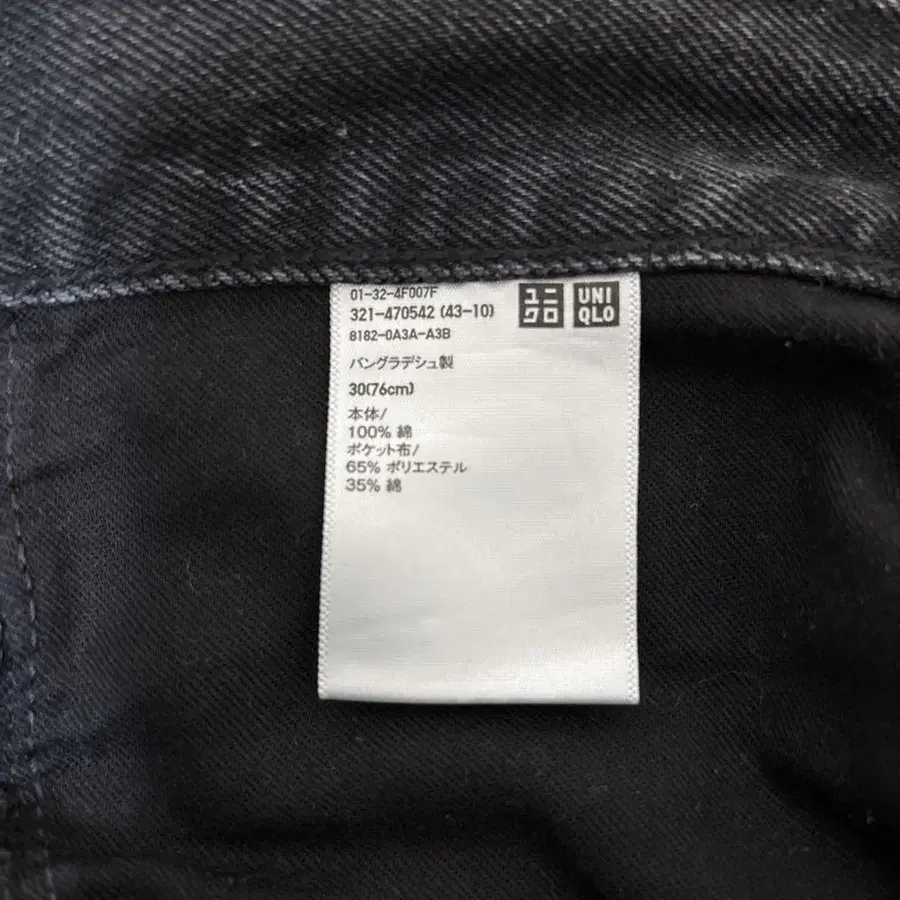 01-32-4F007F
321-470542 (43-10)
8182-0A3A-A3B
ユニクロ
UNIQLO
バングラデシュ製
30(76cm)
本体/
100% 綿
ポケット布/
65% ポリエステル
35% 綿